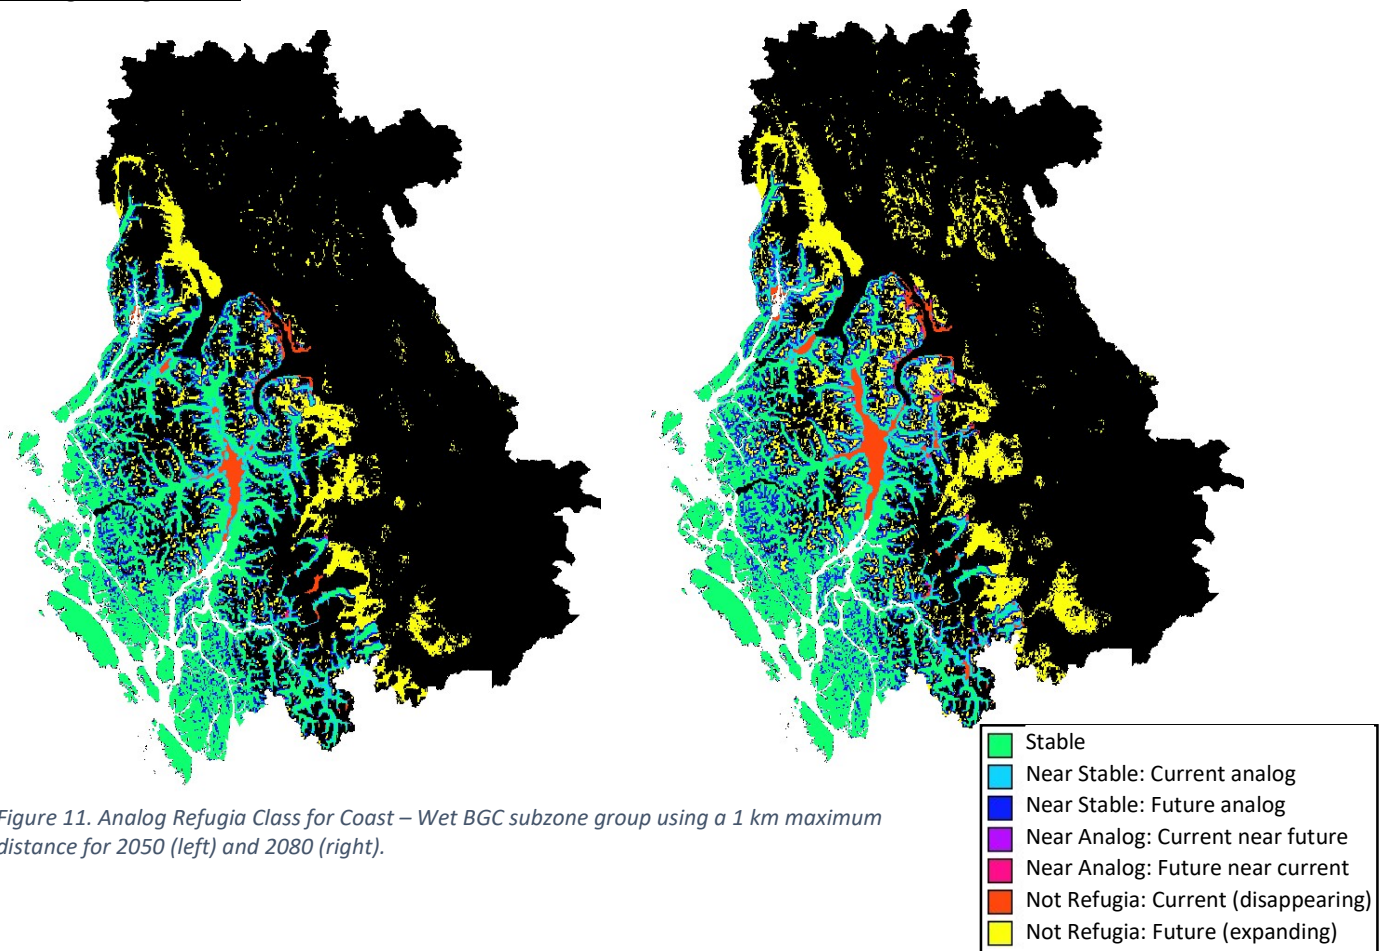 Stable
Near Stable: Current analog
Near Stable: Future analog
Near Analog: Current near future
Near Analog: Future near current
Not Refugia: Current (disappearing)
Not Refugia: Future (expanding)
Figure 11. Analog Refugia Class for Coast – Wet BGC subzone group using a 1 km maximum
distance for 2050 (left) and 2080 (right).